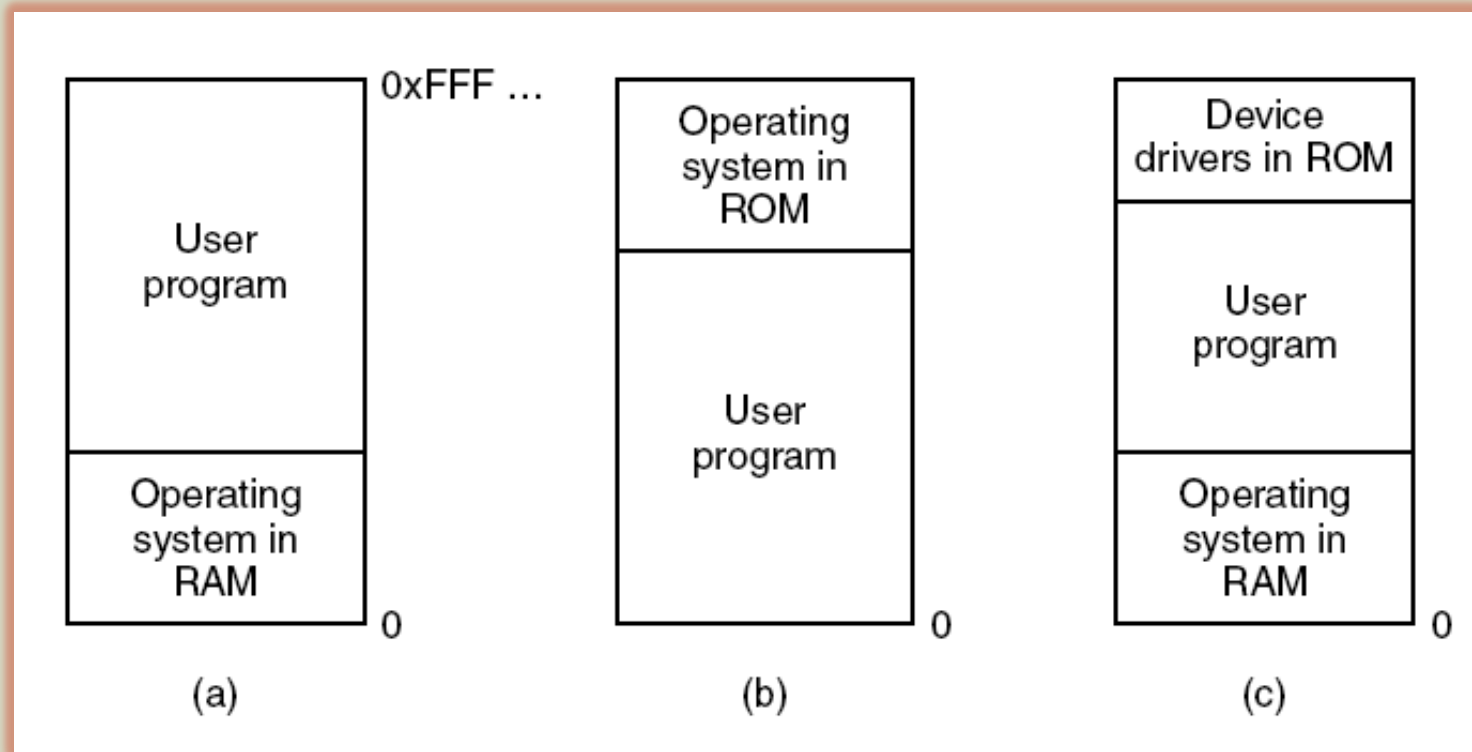 0xFFF ...
User
program
Operating
system in
RAM
0
(a)
Operating
system in
ROM
User
program
0
(b)
Device
drivers in ROM
User
program
Operating
system in
RAM
0
(c)